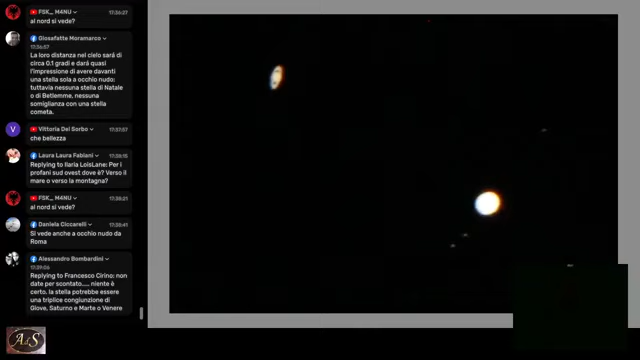 FSK_ M4NU
17:36:27
al nord si vede?
Giosafatte Moramarco
17:36:57
La loro distanza nel cielo sarà di
circa 0.1 gradi e darà quasi
l'impressione di avere davanti
una stella sola a occhio nudo:
tuttavia nessuna stella di Natale
o di Betlemme, nessuna
somiglianza con una stella
cometa.
Vittoria Del Sorbo
17:37:57
che bellezza
Laura Laura Fabiani
17:38:15
Replying to Ilaria LoisLane: Per i
profani sud ovest dov'è? Verso il
mare o verso la montagna?
FSK_ M4NU
17:38:21
al nord si vede?
Daniela Ciccarelli
17:38:41
Si vede anche a occhio nudo da
Roma
Alessandro Bombardini
17:39:06
Replying to Francesco Cirino: non
date per scontato..... niente è
certo. la stella potrebbe essere
una triplice congiunzione di
Giove, Saturno e Marte o Venere
V
AdS